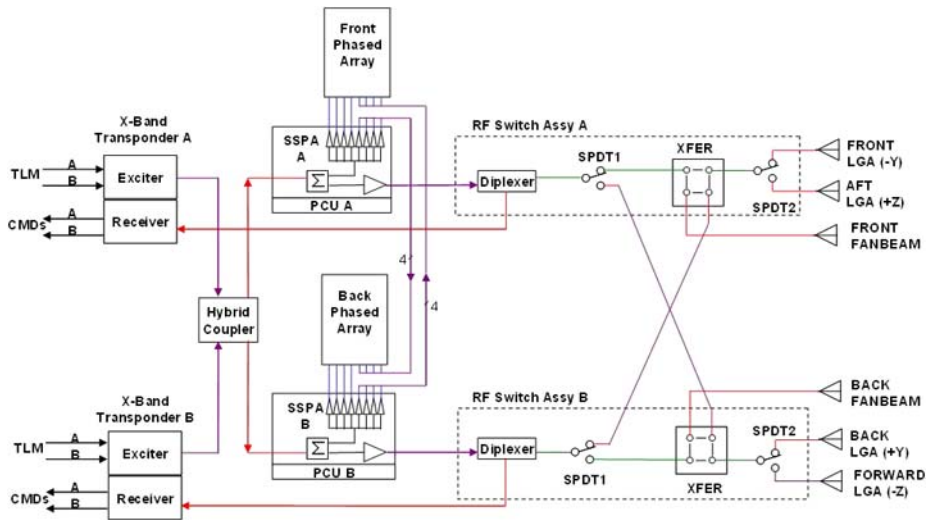 Front
Phased
Array
X-Band
Transponder A
SSPA
A
RF Switch Assy A
XFER
FRONT
LGA (-Y)
SPDT1
TLM
A
B
Exciter
Σ
Diplexer
AFT
LGA (+Z)
PCU A
SPDT2
CMDs
A
B
Receiver
FRONT
FANBEAM
4
4
Back
Phased
Array
Hybrid
Coupler
X-Band
Transponder B
SSPA
B
RF Switch Assy B
BACK
FANBEAM
TLM
A
B
Exciter
Σ
Diplexer
SPDT2
BACK
LGA (+Y)
PCU B
SPDT1
XFER
FORWARD
LGA (-Z)
CMDs
A
B
Receiver